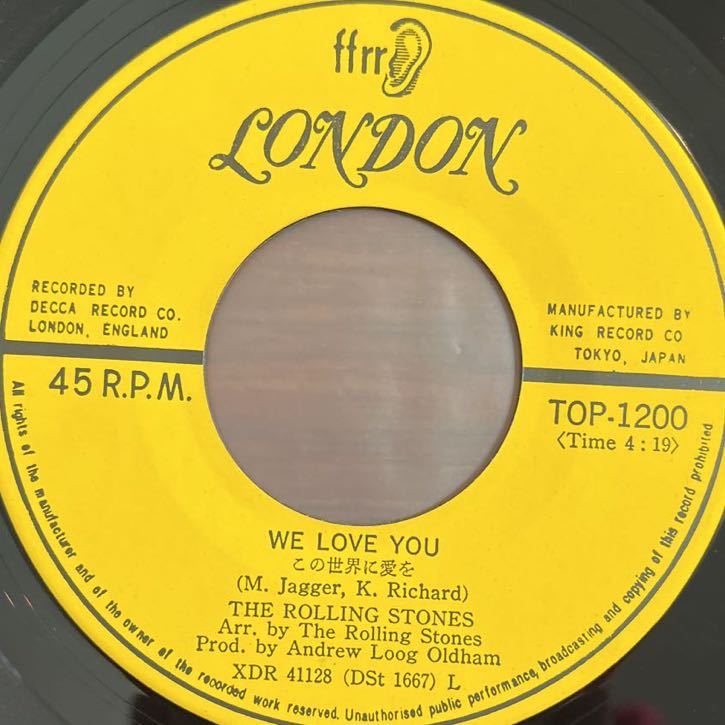 ffrr
LONDON
RECORDED BY
DECCA RECORD CO.
LONDON, ENGLAND
MANUFACTURED BY
KING RECORD CO
TOKYO, JAPAN
45 R.P.M.
TOP-1200
〈Time 4 : 19〉
WE LOVE YOU
この世界に愛を
(M. Jagger, K. Richard)
THE ROLLING STONES
Arr. by The Rolling Stones
Prod. by Andrew Loog Oldham
XDR 41128 (DSt 1667) L
All rights of the manufacturer and of the owner of the recorded work reserved. Unauthorised public performance, broadcasting and copying of this record prohibited